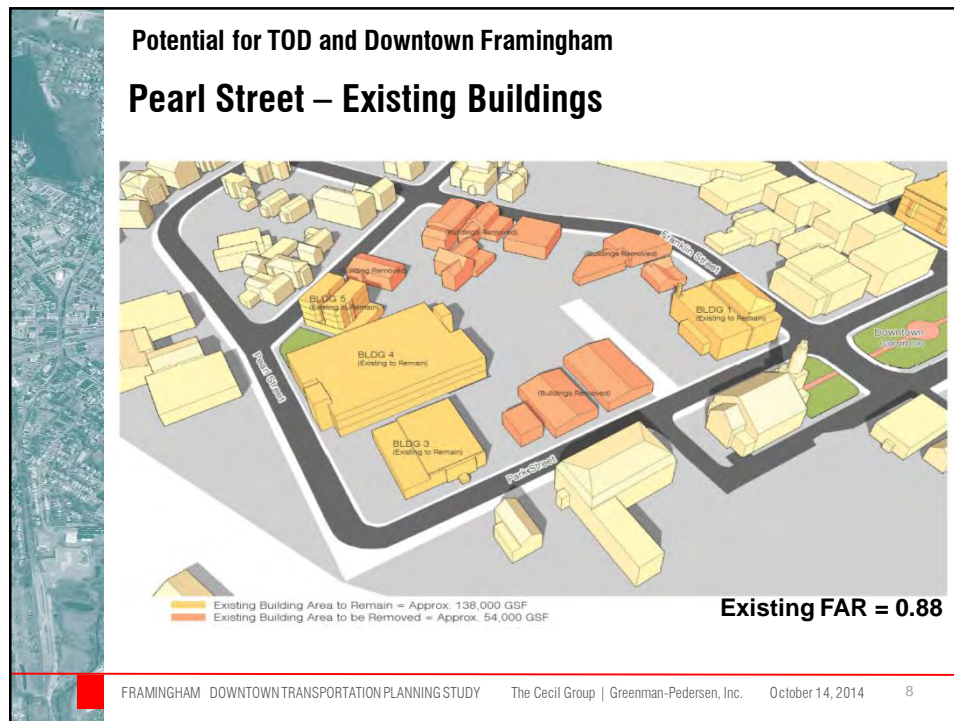 Potential for TOD and Downtown Framingham
Pearl Street – Existing Buildings
(Buildings Removed)
Franklin Street
(Buildings Removed)
(Building Removed)
BLDG 5
(Existing to Remain)
BLDG 1
(Existing to Remain)
Downtown
Common
BLDG 4
(Existing to Remain)
Pearl Street
(Buildings Removed)
BLDG 3
(Existing to Remain)
Park Street
Existing Building Area to Remain = Approx. 138,000 GSF
Existing Building Area to be Removed = Approx. 54,000 GSF
Existing FAR = 0.88
FRAMINGHAM DOWNTOWN TRANSPORTATION PLANNING STUDY The Cecil Group | Greenman-Pedersen, Inc. October 14, 2014 8